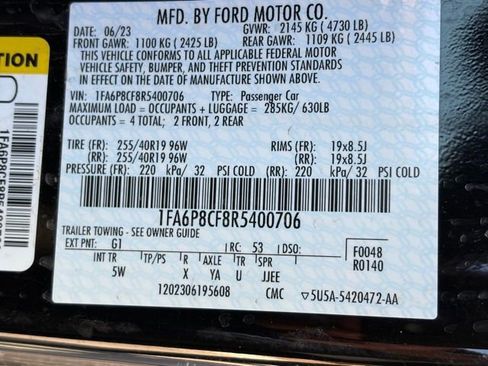 MFD. BY FORD MOTOR CO.
DATE: 06/23 GVWR: 2145 KG ( 4730 LB)
FRONT GAWR: 1100 KG ( 2425 LB) REAR GAWR: 1109 KG ( 2445 LB)
THIS VEHICLE CONFORMS TO ALL APPLICABLE FEDERAL MOTOR
VEHICLE SAFETY, BUMPER, AND THEFT PREVENTION STANDARDS
IN EFFECT ON THE DATE OF MANUFACTURE SHOWN ABOVE.
VIN: 1FA6P8CF8R5400706 TYPE: Passenger Car
MAXIMUM LOAD = OCCUPANTS + LUGGAGE = 285KG/ 630LB
OCCUPANTS = 4 TOTAL; 2 FRONT, 2 REAR
TIRE (FR): 255/40R19 96W RIMS (FR): 19x8.5J
(RR): 255/40R19 96W (RR): 19x8.5J
PRESSURE (FR): 220 kPa/ 32 PSI COLD (RR): 220 kPa/ 32 PSI COLD
1FA6P8CF8R5400706
TRAILER TOWING - SEE OWNER GUIDE
EXT PNT: G1 RC: 53 DSO: F0048
R0140
INT TR TP/PS R AXLE TR SPR
5W X YA U JJEE
1202306195608 CMC 5U5A-5420472-AA